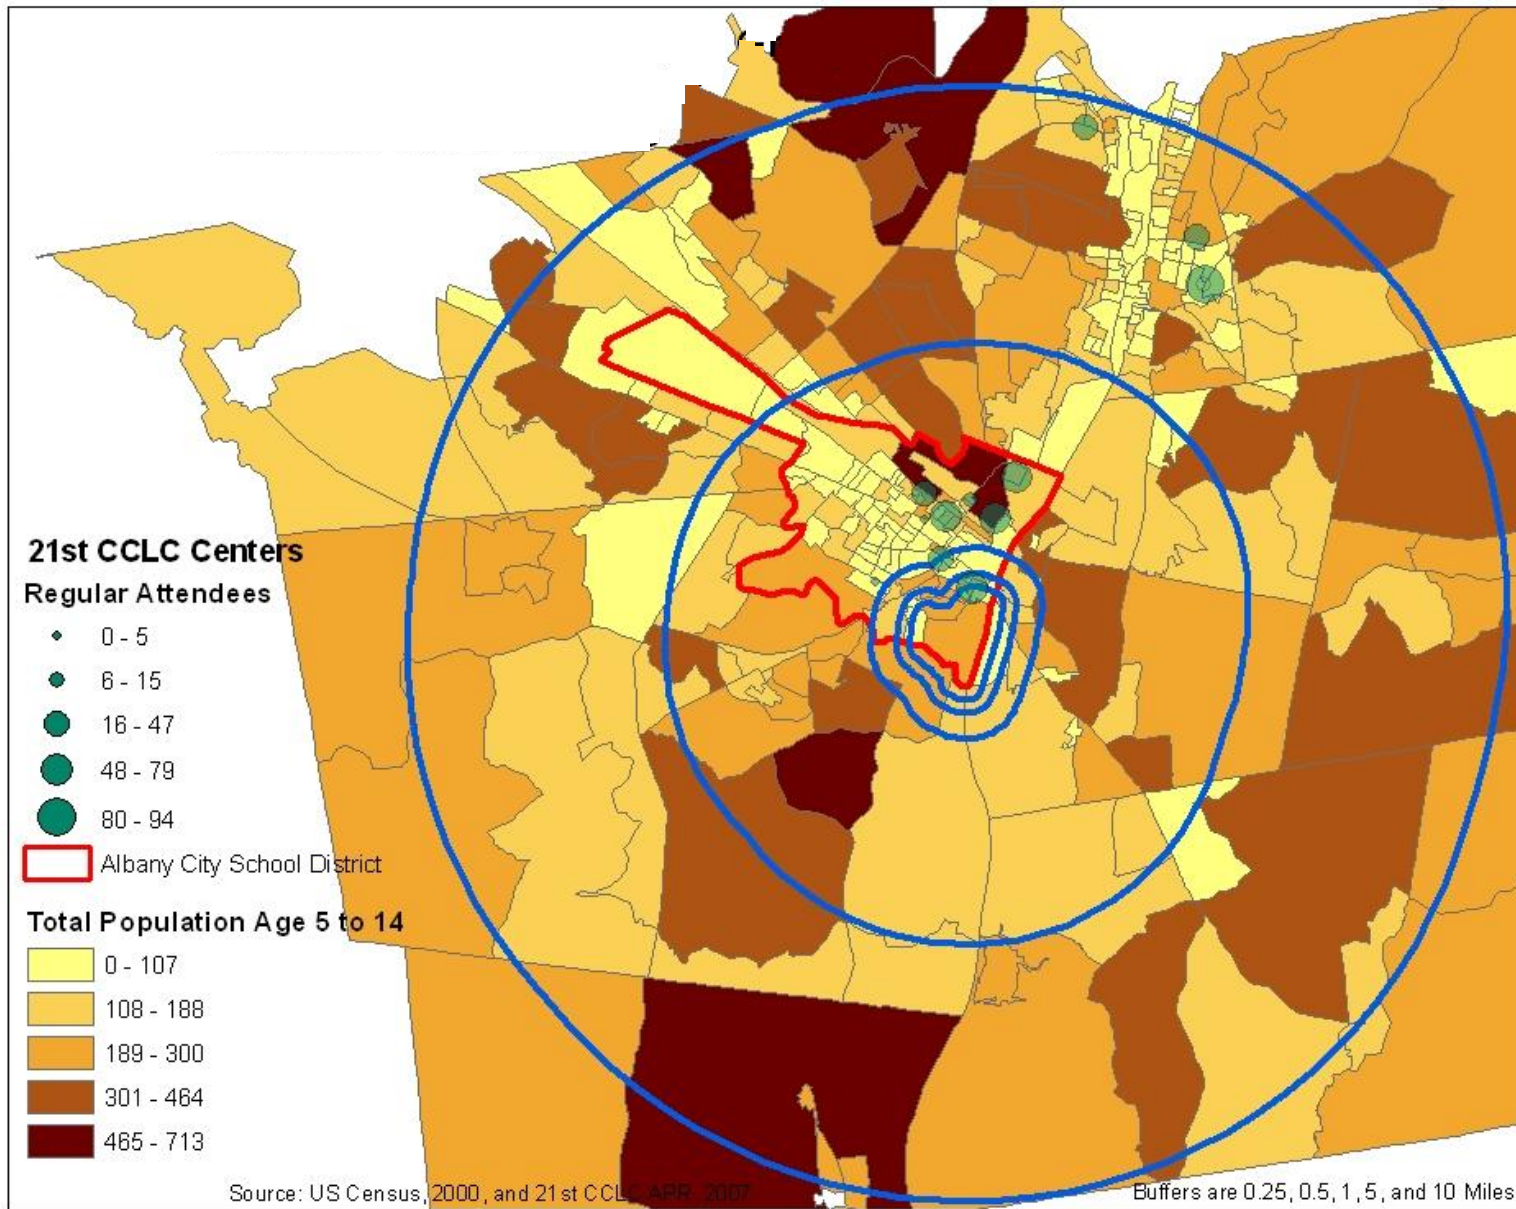 21st CCLC Centers
Regular Attendees
0 - 5
6 - 15
16 - 47
48 - 79
80 - 94
Albany City School District
Total Population Age 5 to 14
0 - 107
108 - 188
189 - 300
301 - 464
465 - 713
Source: US Census, 2000, and 21st CCLC APR 2007
Buffers are 0.25, 0.5, 1, 5, and 10 Miles